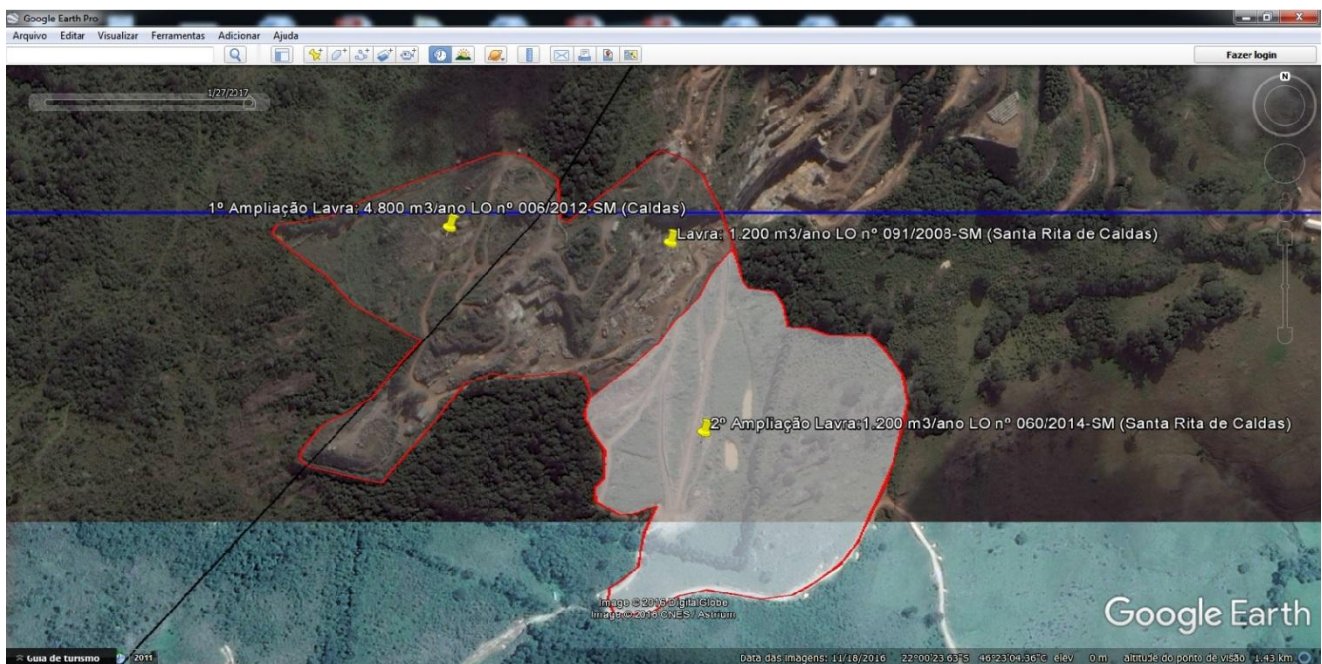 Google Earth Pro
Arquivo Editar Visualizar Ferramentas Adicionar Ajuda
Fazer login
1/27/2017
N
1º Ampliação Lavra: 4.800 m3/ano LO nº 006/2012-SM (Caldas)
Lavra: 1.200 m3/ano LO nº 091/2008-SM (Santa Rita de Caldas)
2º Ampliação Lavra:1.200 m3/ano LO nº 060/2014-SM (Santa Rita de Caldas)
Image © 2016 DigitalGlobe
Image © 2016 CNES / Astrium
Google Earth
Guia de turismo 2011 Data das imagens: 11/18/2016 22°00'23.63"S 46°23'04.36"C elev 0 m altitude do ponto de visão 1.43 km